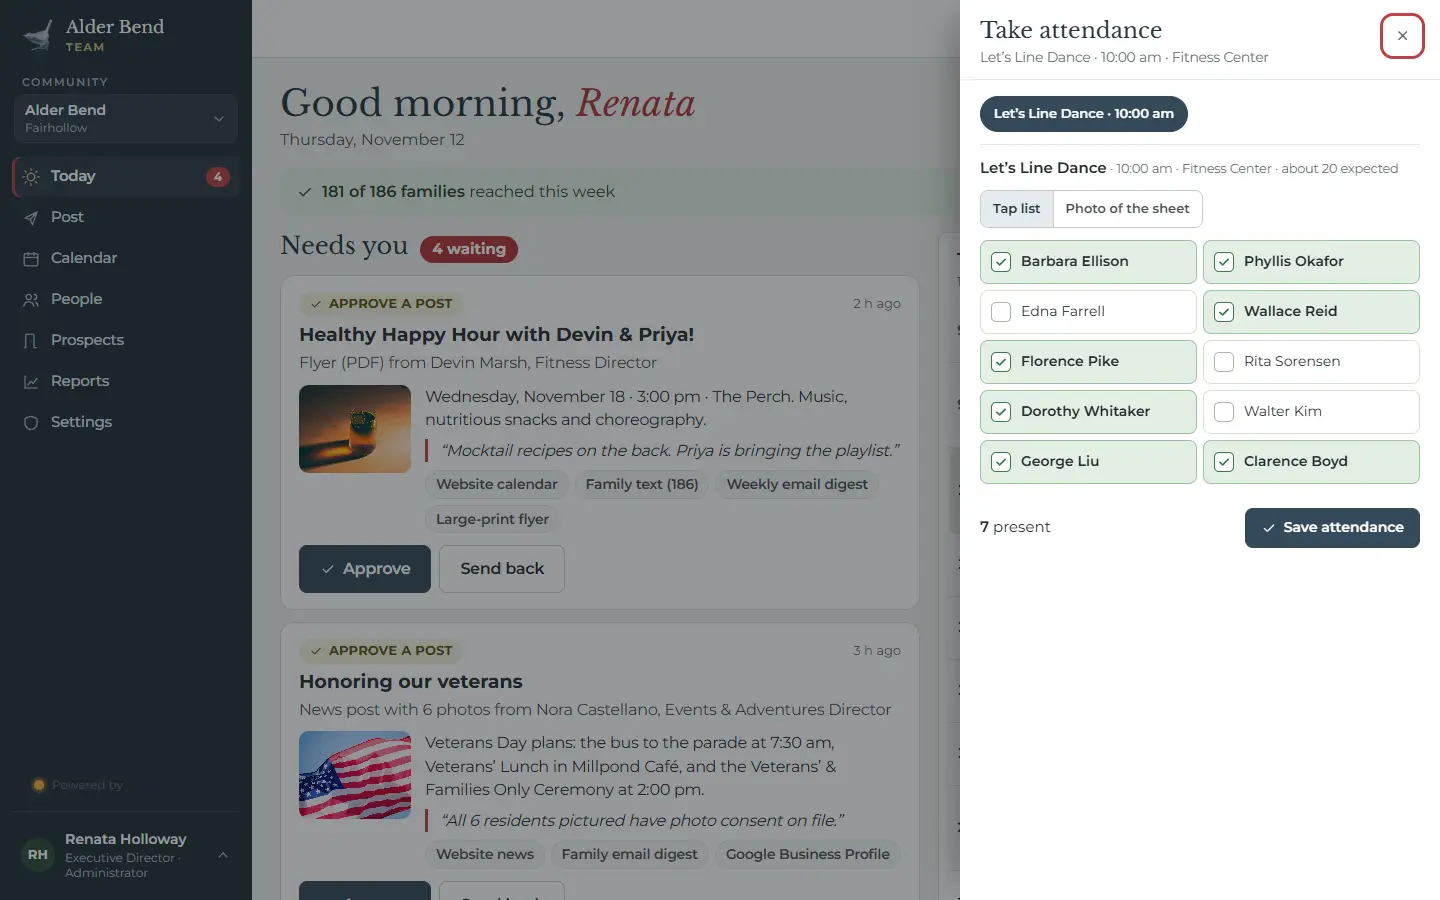 Alder Bend
TEAM
COMMUNITY
Alder Bend
Fairhollow
Today
4
Post
Calendar
People
Prospects
Reports
Settings
Powered by
RH
Renata Holloway
Executive Director ·
Administrator
Good morning, Renata
Thursday, November 12
181 of 186 families reached this week
Needs you
4 waiting
APPROVE A POST
2 h ago
Healthy Happy Hour with Devin & Priya!
Flyer (PDF) from Devin Marsh, Fitness Director
Wednesday, November 18 · 3:00 pm · The Perch. Music,
nutritious snacks and choreography.
“Mocktail recipes on the back. Priya is bringing the playlist.”
Website calendar
Family text (186)
Weekly email digest
Large-print flyer
Approve
Send back
APPROVE A POST
3 h ago
Honoring our veterans
News post with 6 photos from Nora Castellano, Events & Adventures Director
Veterans Day plans: the bus to the parade at 7:30 am,
Veterans’ Lunch in Millpond Café, and the Veterans’ &
Families Only Ceremony at 2:00 pm.
“All 6 residents pictured have photo consent on file.”
Website news
Family email digest
Google Business Profile
Take attendance
Let’s Line Dance · 10:00 am · Fitness Center
Let’s Line Dance · 10:00 am
Let’s Line Dance · 10:00 am · Fitness Center · about 20 expected
Tap list
Photo of the sheet
Barbara Ellison
Phyllis Okafor
Edna Farrell
Wallace Reid
Florence Pike
Rita Sorensen
Dorothy Whitaker
Walter Kim
George Liu
Clarence Boyd
7 present
Save attendance